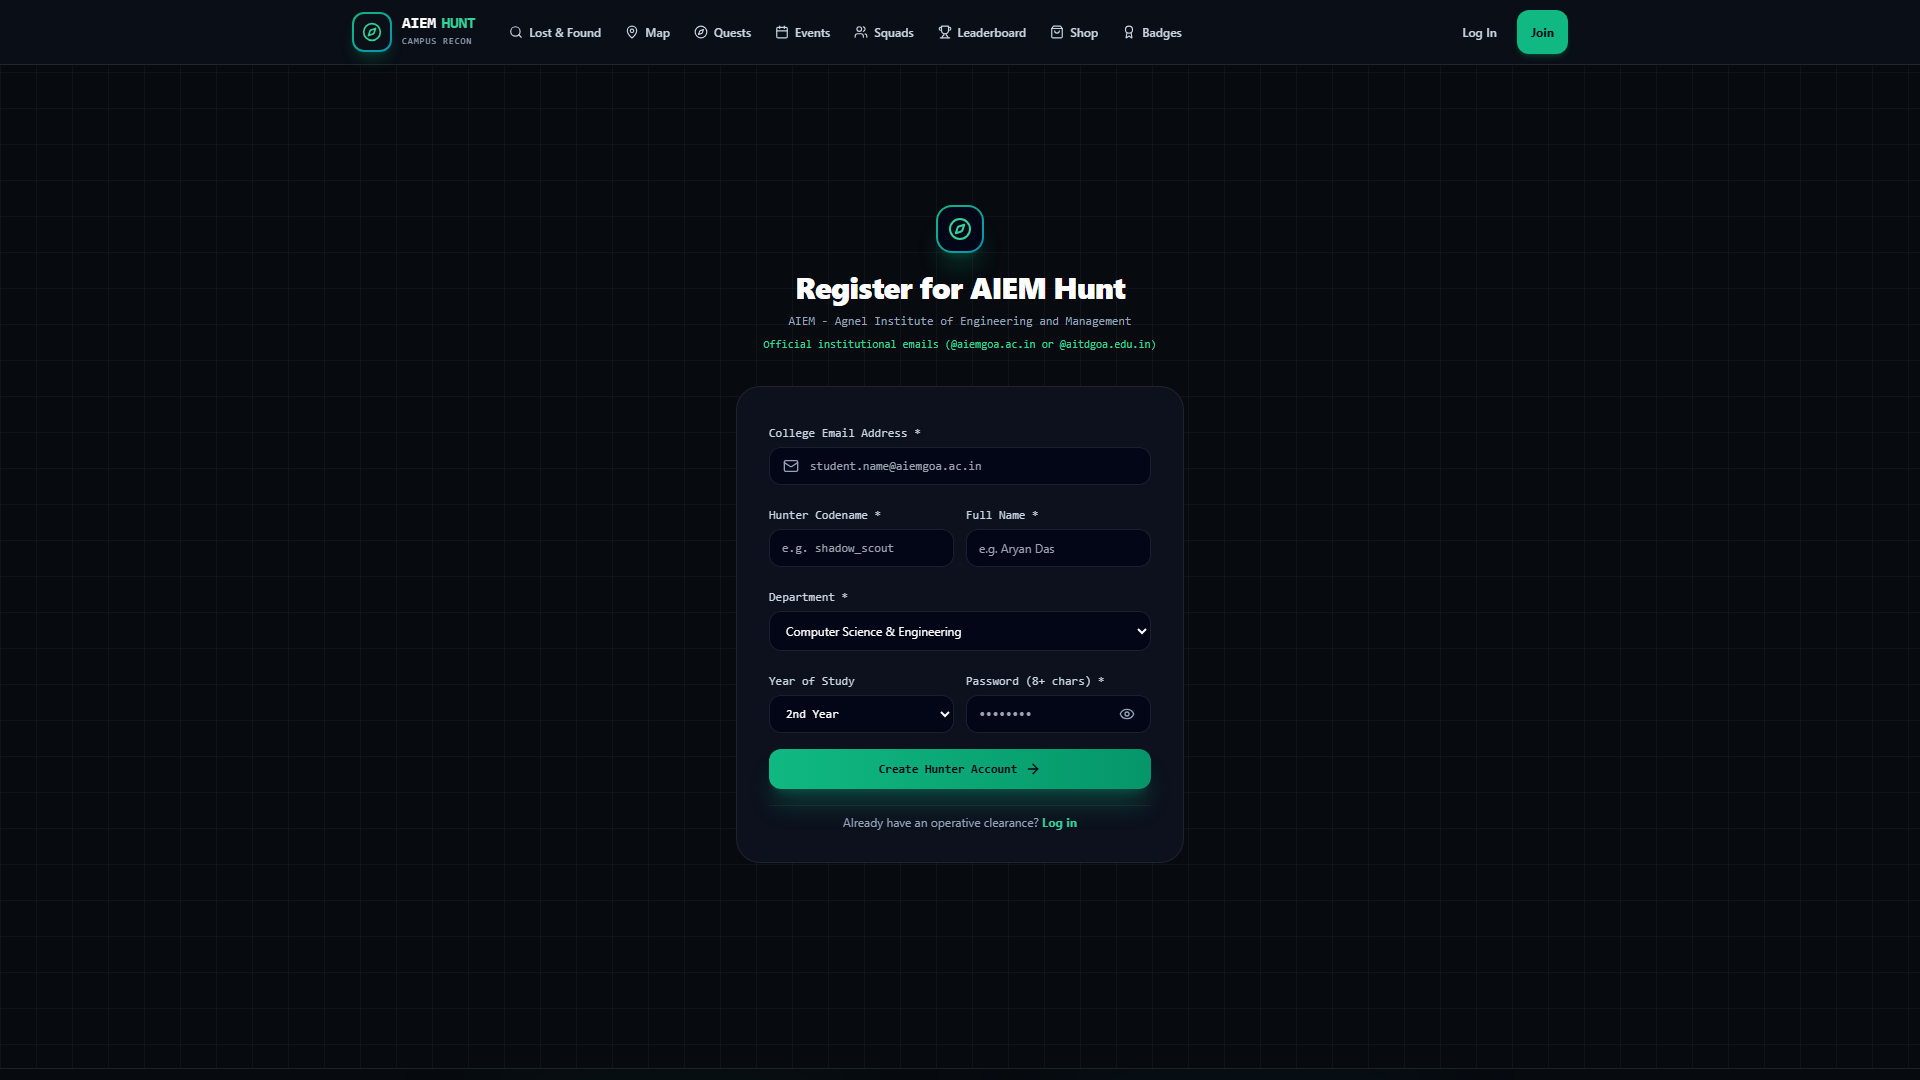 AIEM HUNT
CAMPUS RECON
Lost & Found
Map
Quests
Events
Squads
Leaderboard
Shop
Badges
Log In
Join
Register for AIEM Hunt
AIEM - Agnel Institute of Engineering and Management
Official institutional emails (@aiemgoa.ac.in or @aitdgoa.edu.in)
College Email Address *
student.name@aiemgoa.ac.in
Hunter Codename *
Full Name *
e.g. shadow_scout
e.g. Aryan Das
Department *
Computer Science & Engineering
Year of Study
Password (8+ chars) *
2nd Year
••••••••
Create Hunter Account →
Already have an operative clearance? Log in